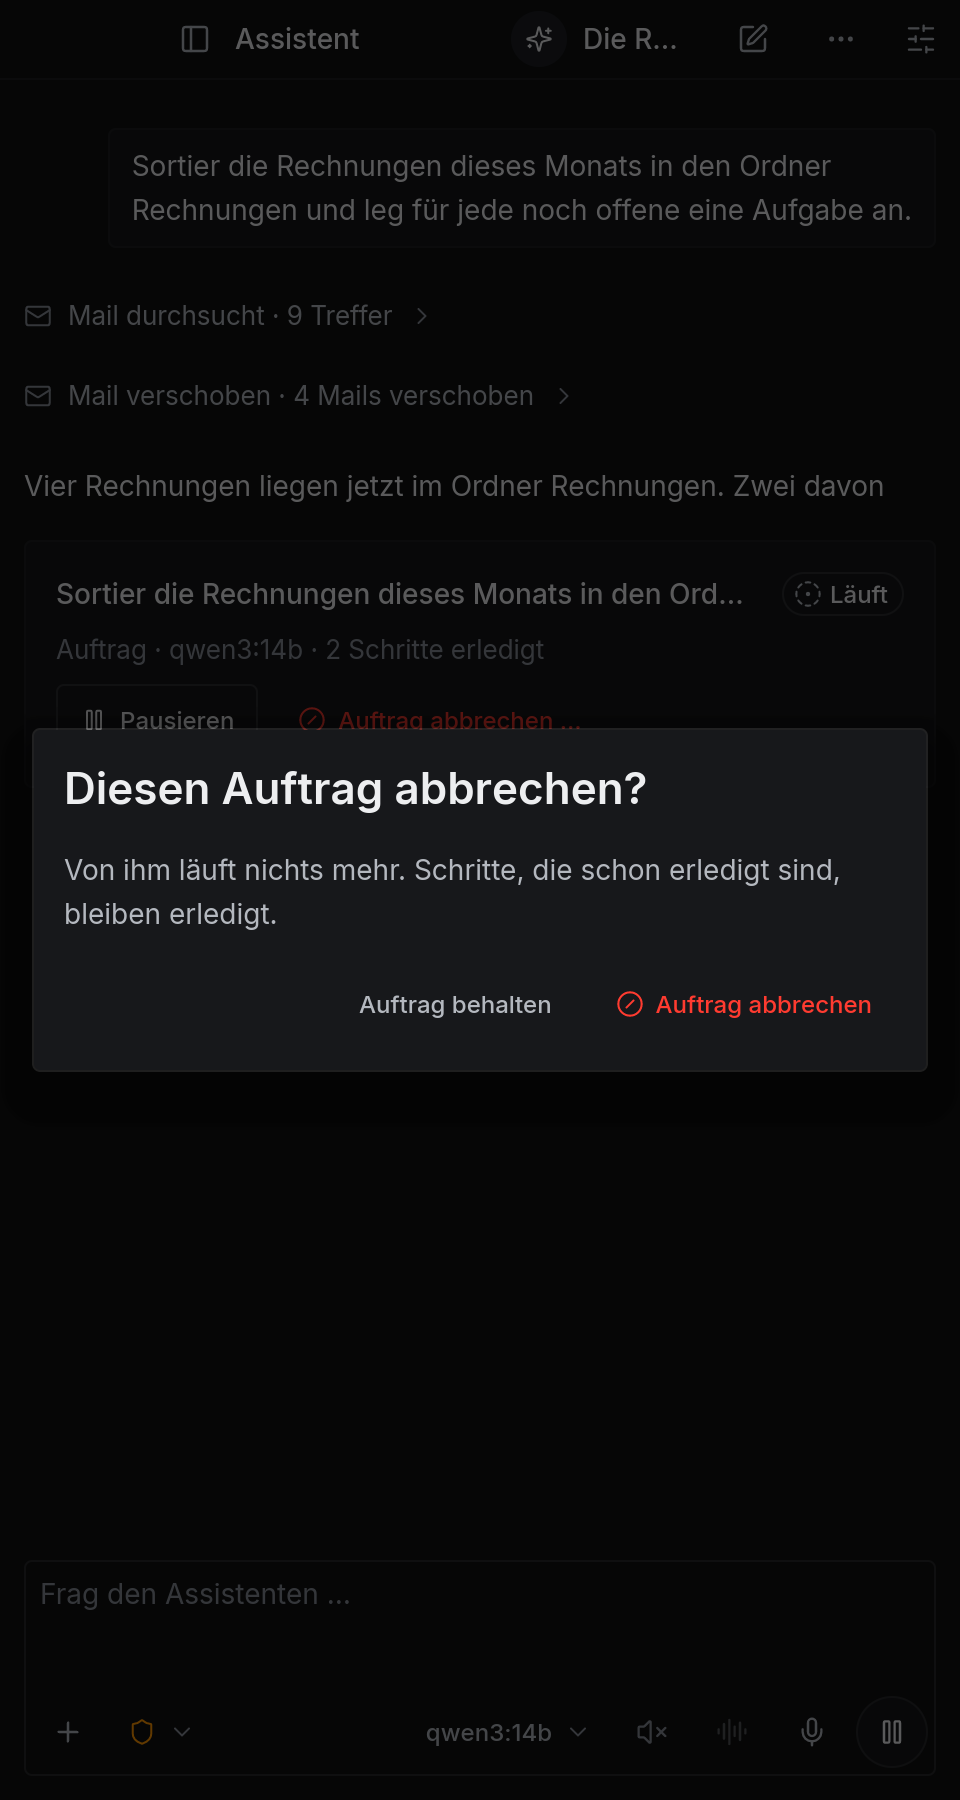 Assistent
Die R...
Sortier die Rechnungen dieses Monats in den Ordner
Rechnungen und leg für jede noch offene eine Aufgabe an.
Mail durchsucht · 9 Treffer
Mail verschoben · 4 Mails verschoben
Vier Rechnungen liegen jetzt im Ordner Rechnungen. Zwei davon
Sortier die Rechnungen dieses Monats in den Ord...
Läuft
Auftrag · qwen3:14b · 2 Schritte erledigt
Pausieren
Auftrag abbrechen ...
Diesen Auftrag abbrechen?
Von ihm läuft nichts mehr. Schritte, die schon erledigt sind,
bleiben erledigt.
Auftrag behalten
Auftrag abbrechen
Frag den Assistenten ...
qwen3:14b